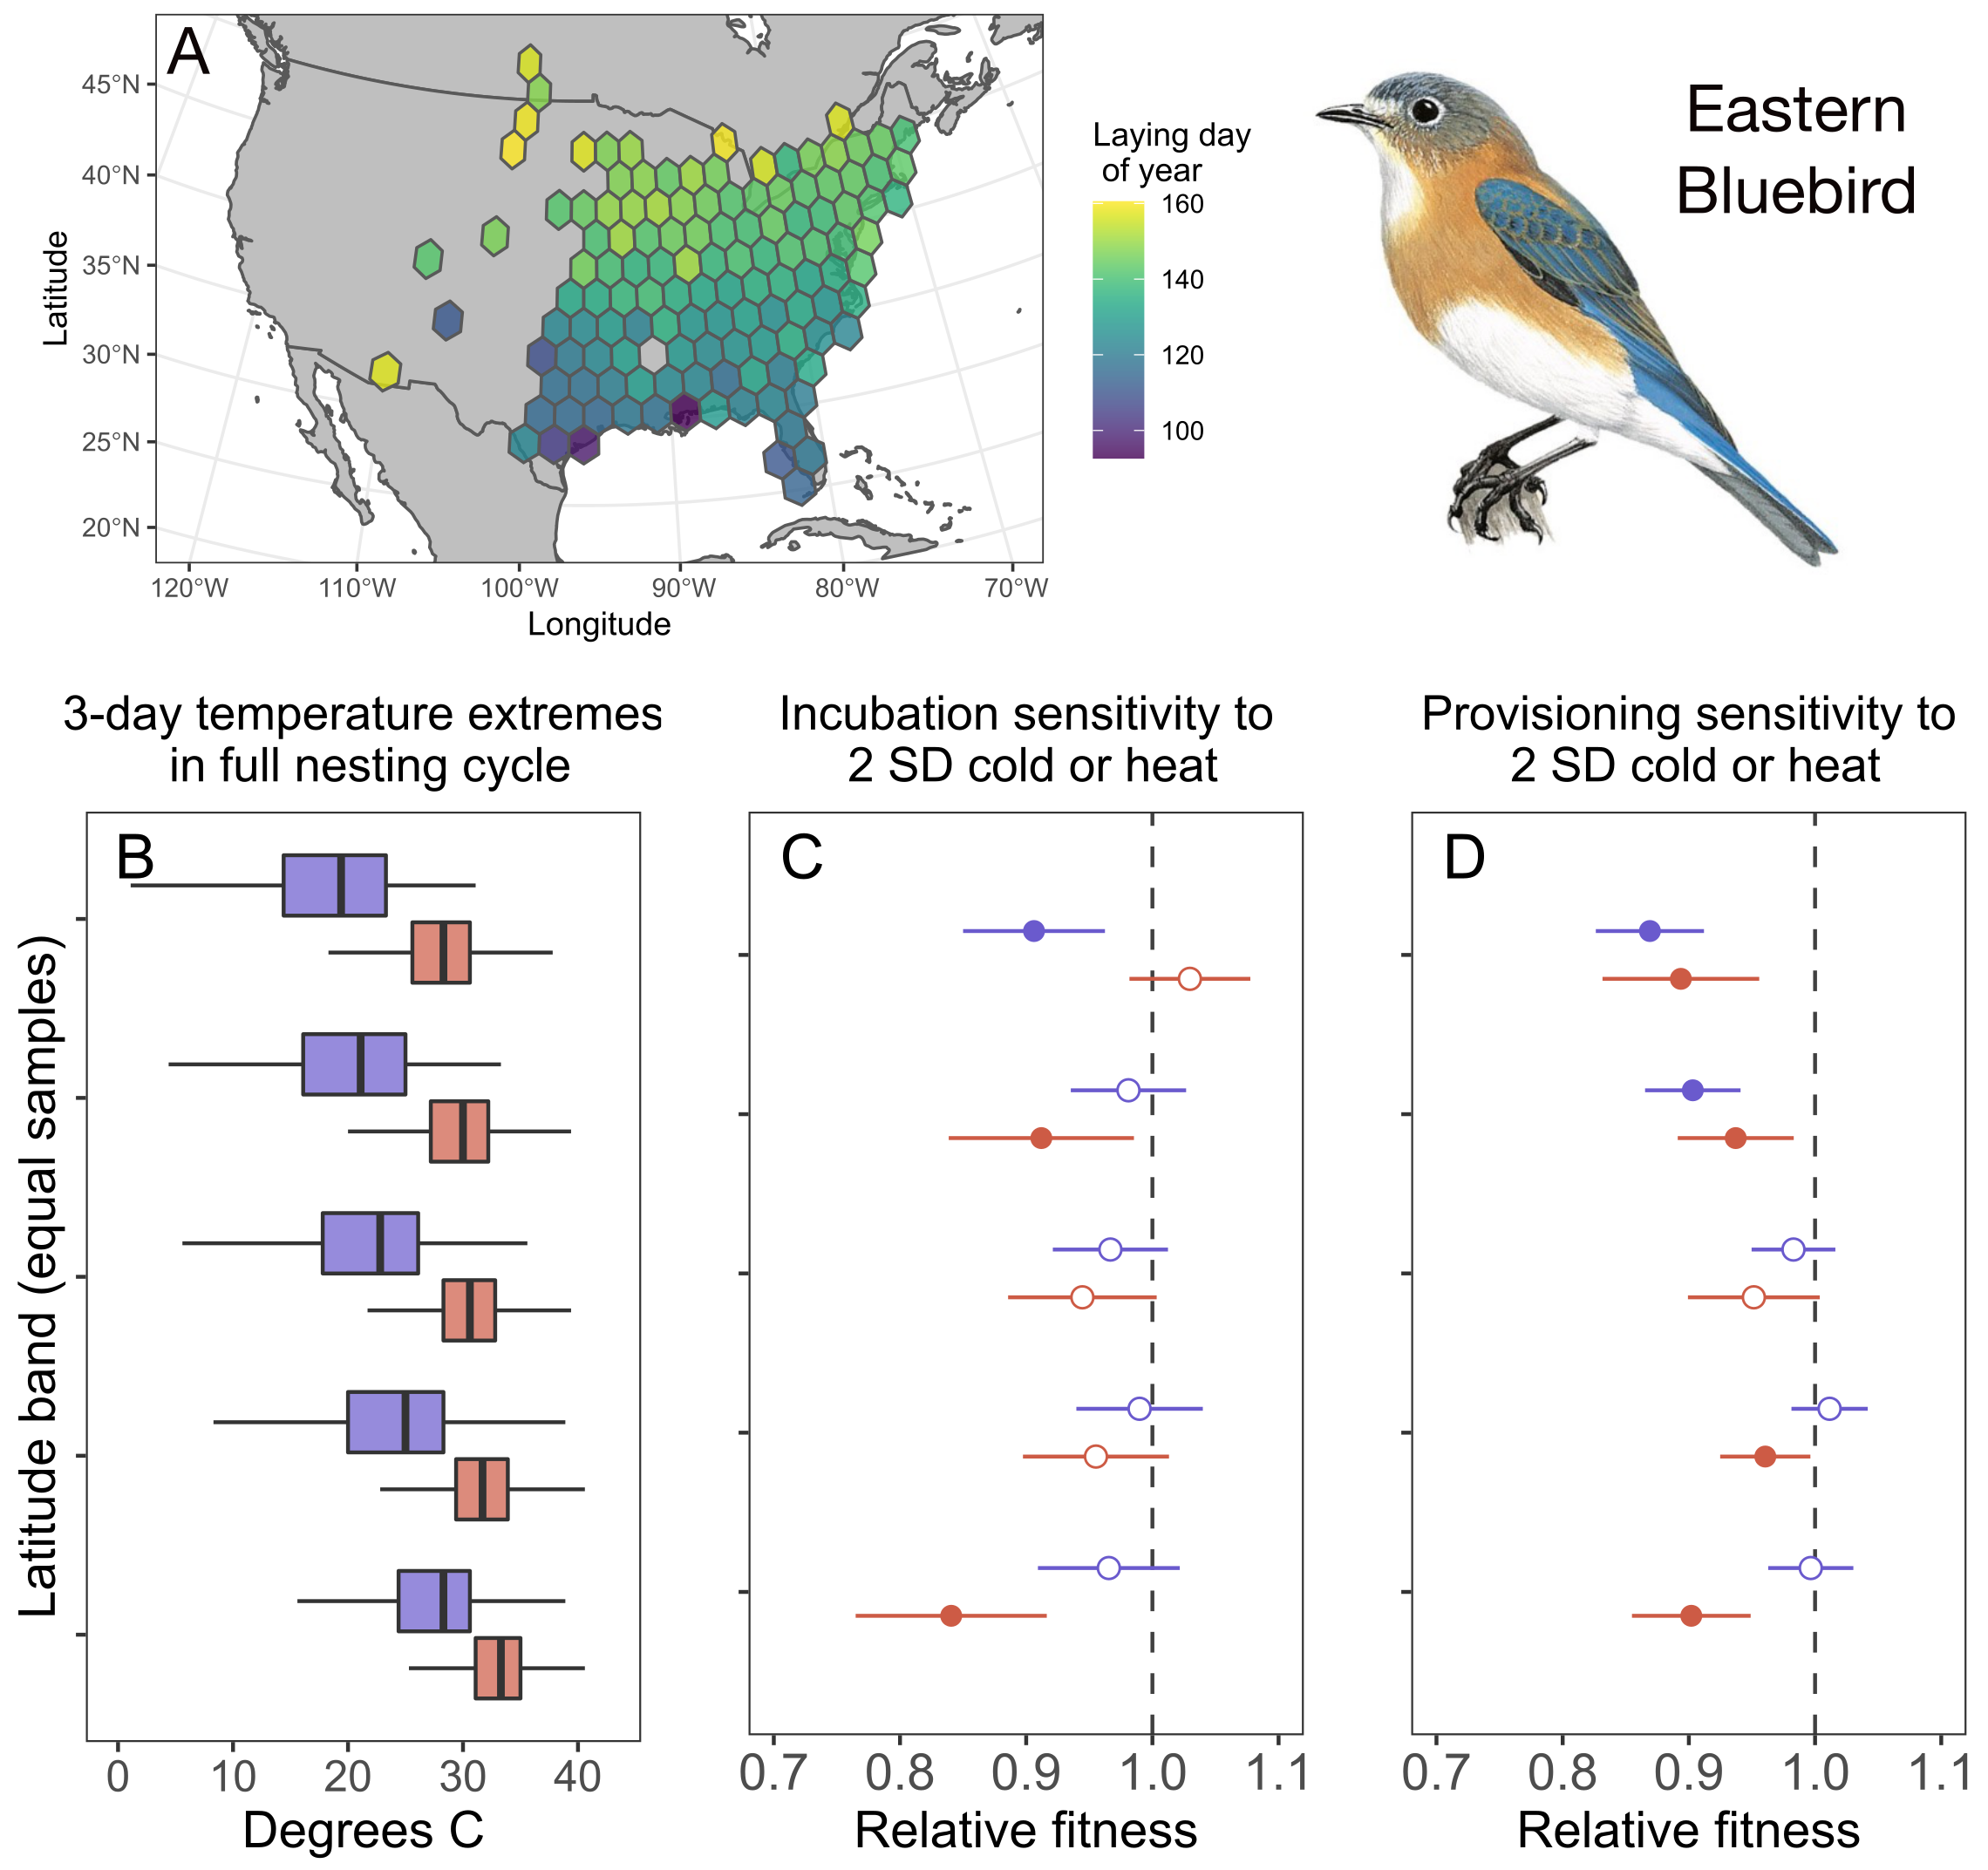 A
45°N
40°N
35°N
30°N
25°N
20°N
Latitude
120°W 110°W 100°W 90°W 80°W 70°W
Longitude
Laying day
of year
160
140
120
100
Eastern
Bluebird
3-day temperature extremes
in full nesting cycle
Incubation sensitivity to
2 SD cold or heat
Provisioning sensitivity to
2 SD cold or heat
B
C
D
Latitude band (equal samples)
0 10 20 30 40
Degrees C
0.7 0.8 0.9 1.0 1.1
Relative fitness
0.7 0.8 0.9 1.0 1.1
Relative fitness